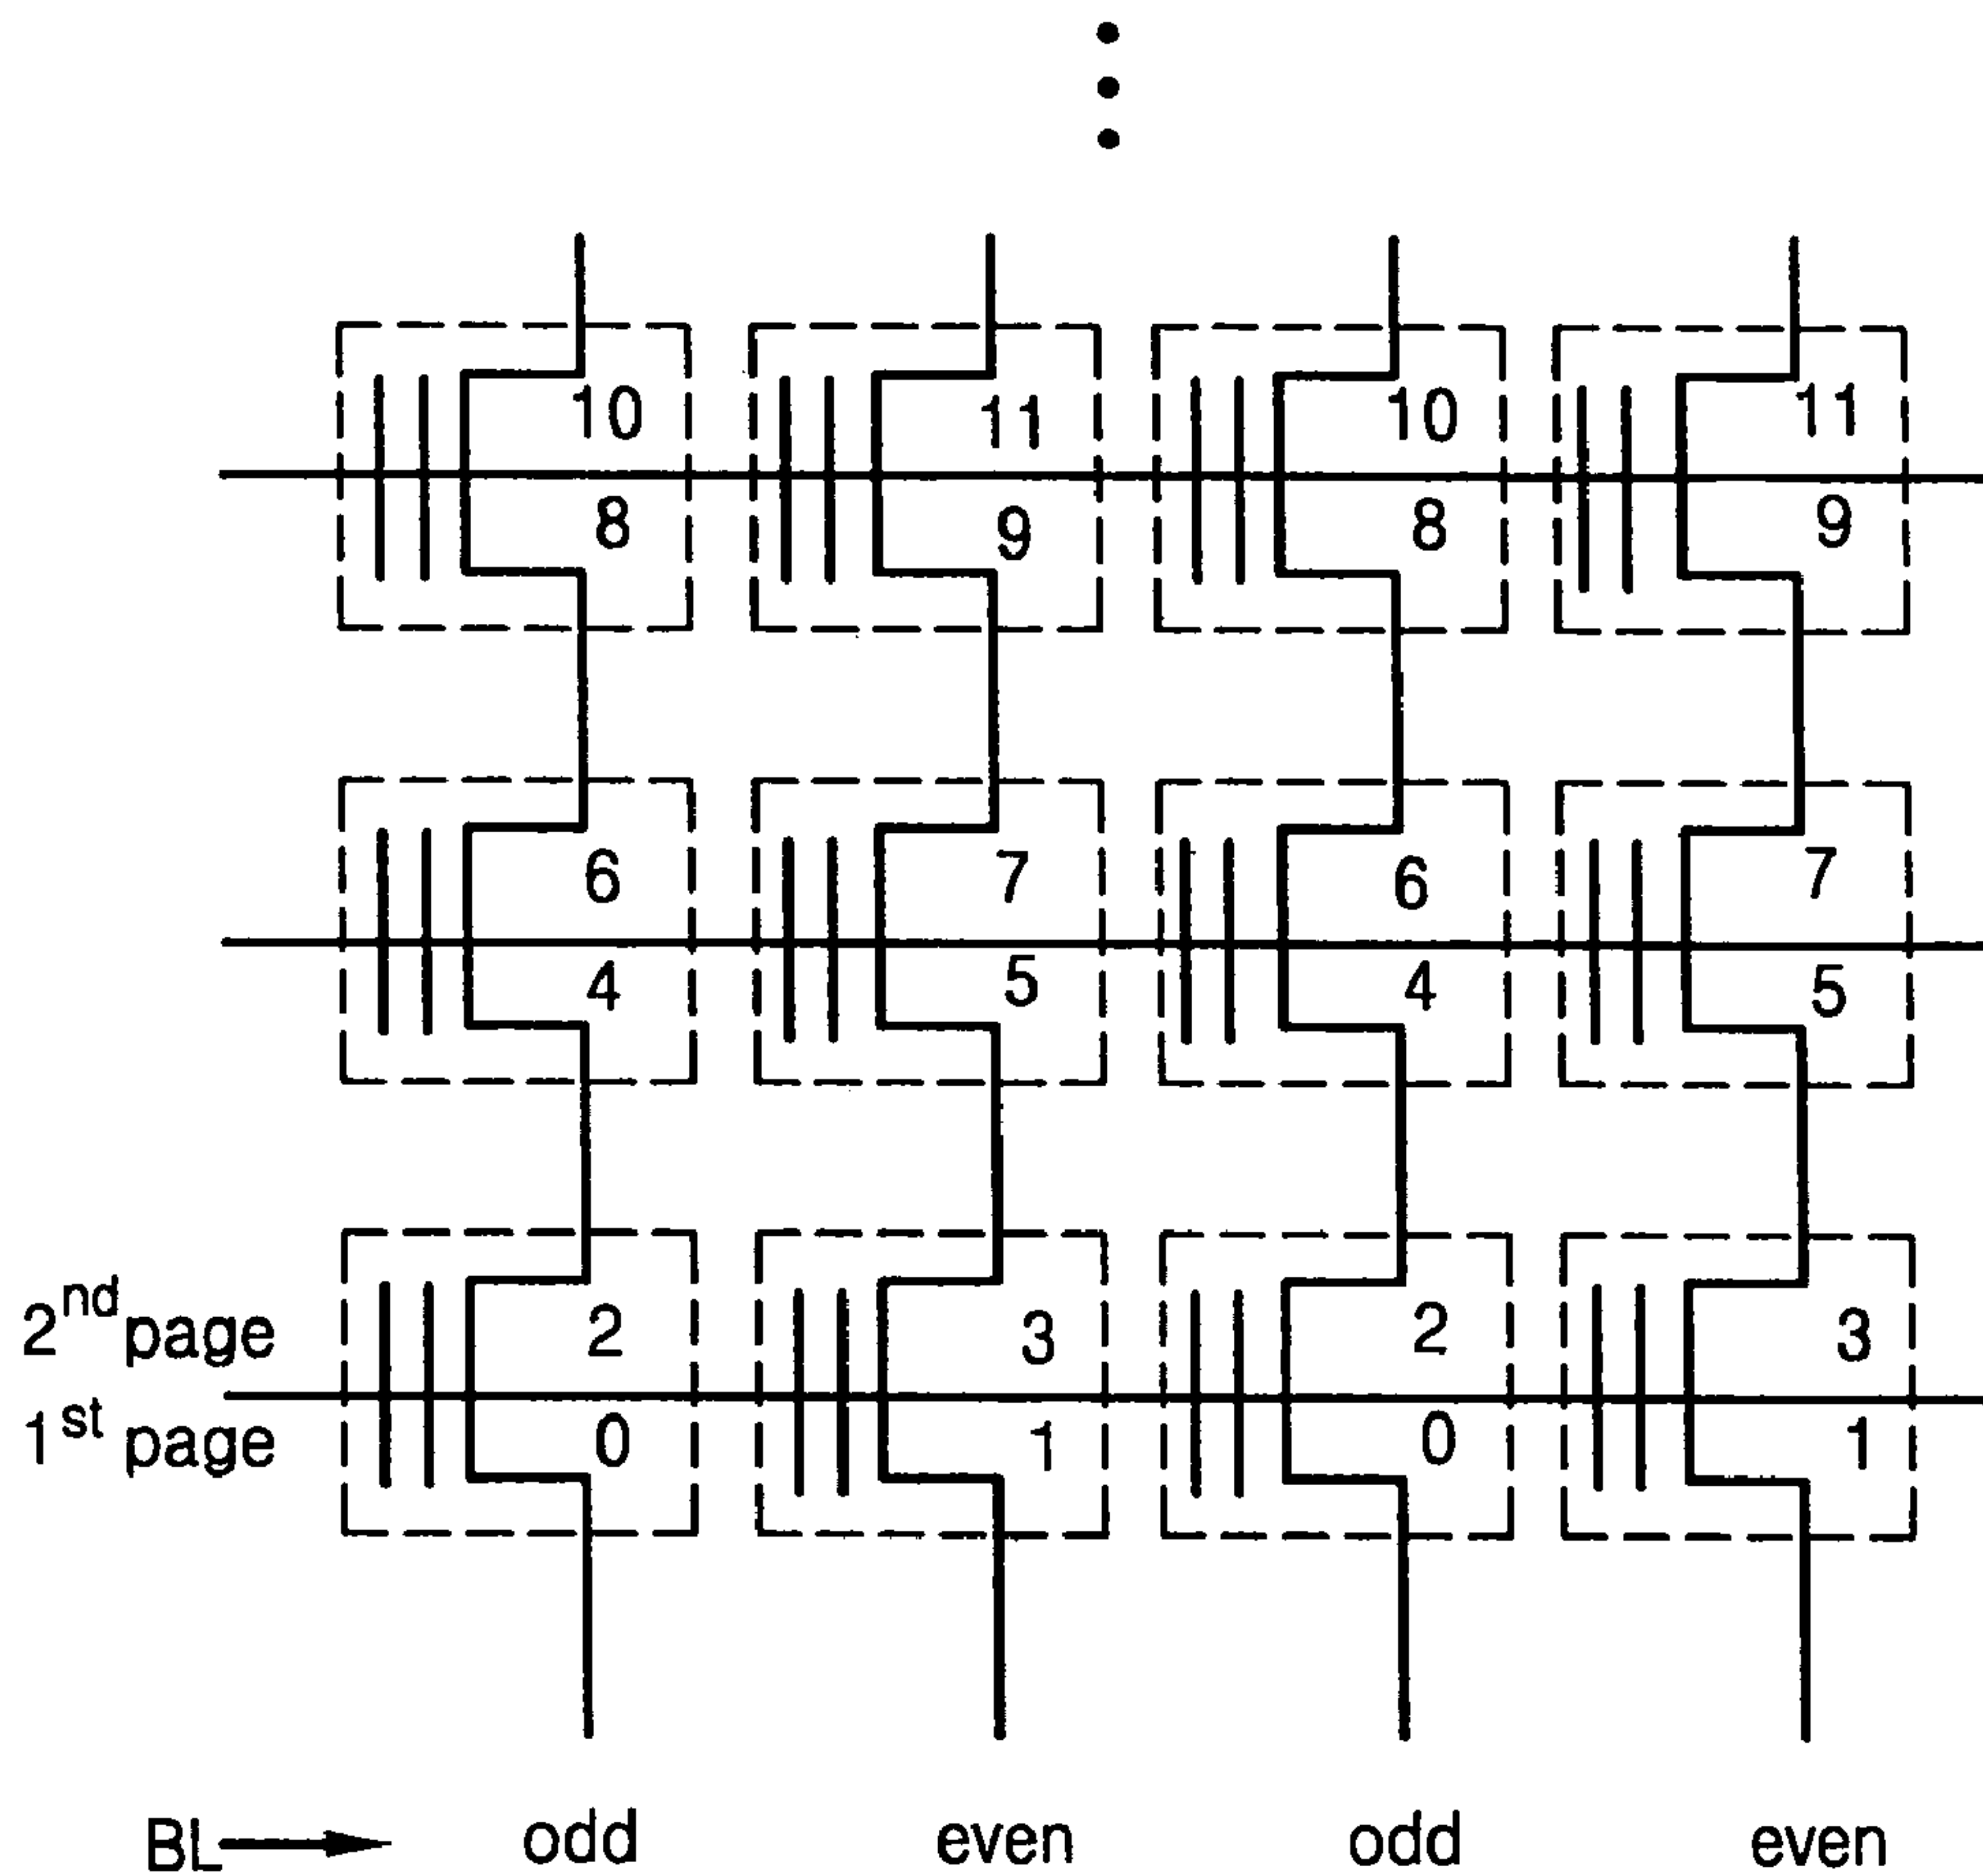 10 11 10 11
8 9 8 9
6 7 6 7
4 5 4 5
2nd page 2 3 2 3
1st page 0 1 0 1
BL odd even odd even